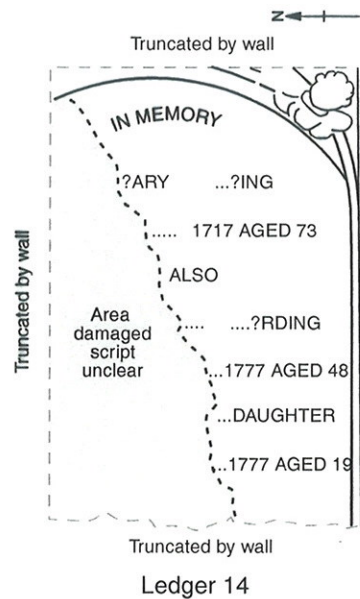 N
Truncated by wall
IN MEMORY
?ARY ...?ING
..... 1717 AGED 73
ALSO
..... ....?RDING
...1777 AGED 48
...DAUGHTER
...1777 AGED 19
Area
damaged
script
unclear
Truncated by wall
Truncated by wall
Ledger 14